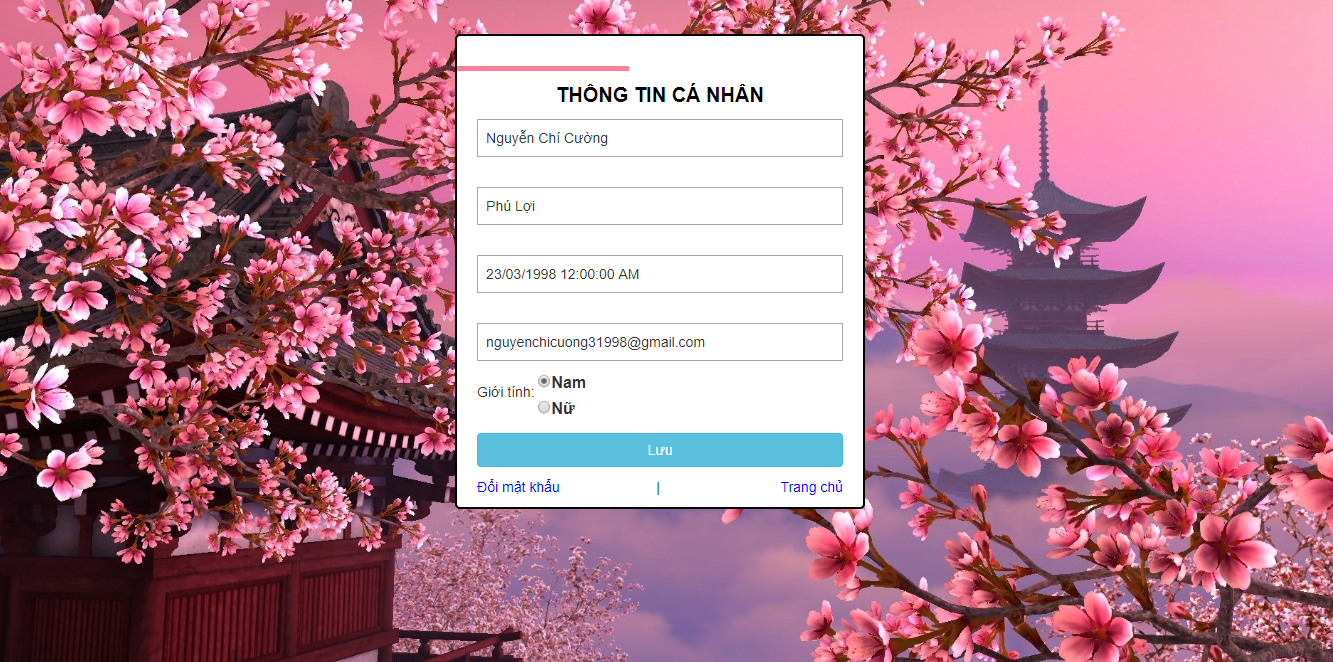 THÔNG TIN CÁ NHÂN
Nguyễn Chí Cường
Phú Lợi
23/03/1998 12:00:00 AM
nguyenchicuong31998@gmail.com
Giới tính:
Nam
Nữ
Lưu
Đổi mật khẩu | Trang chủ